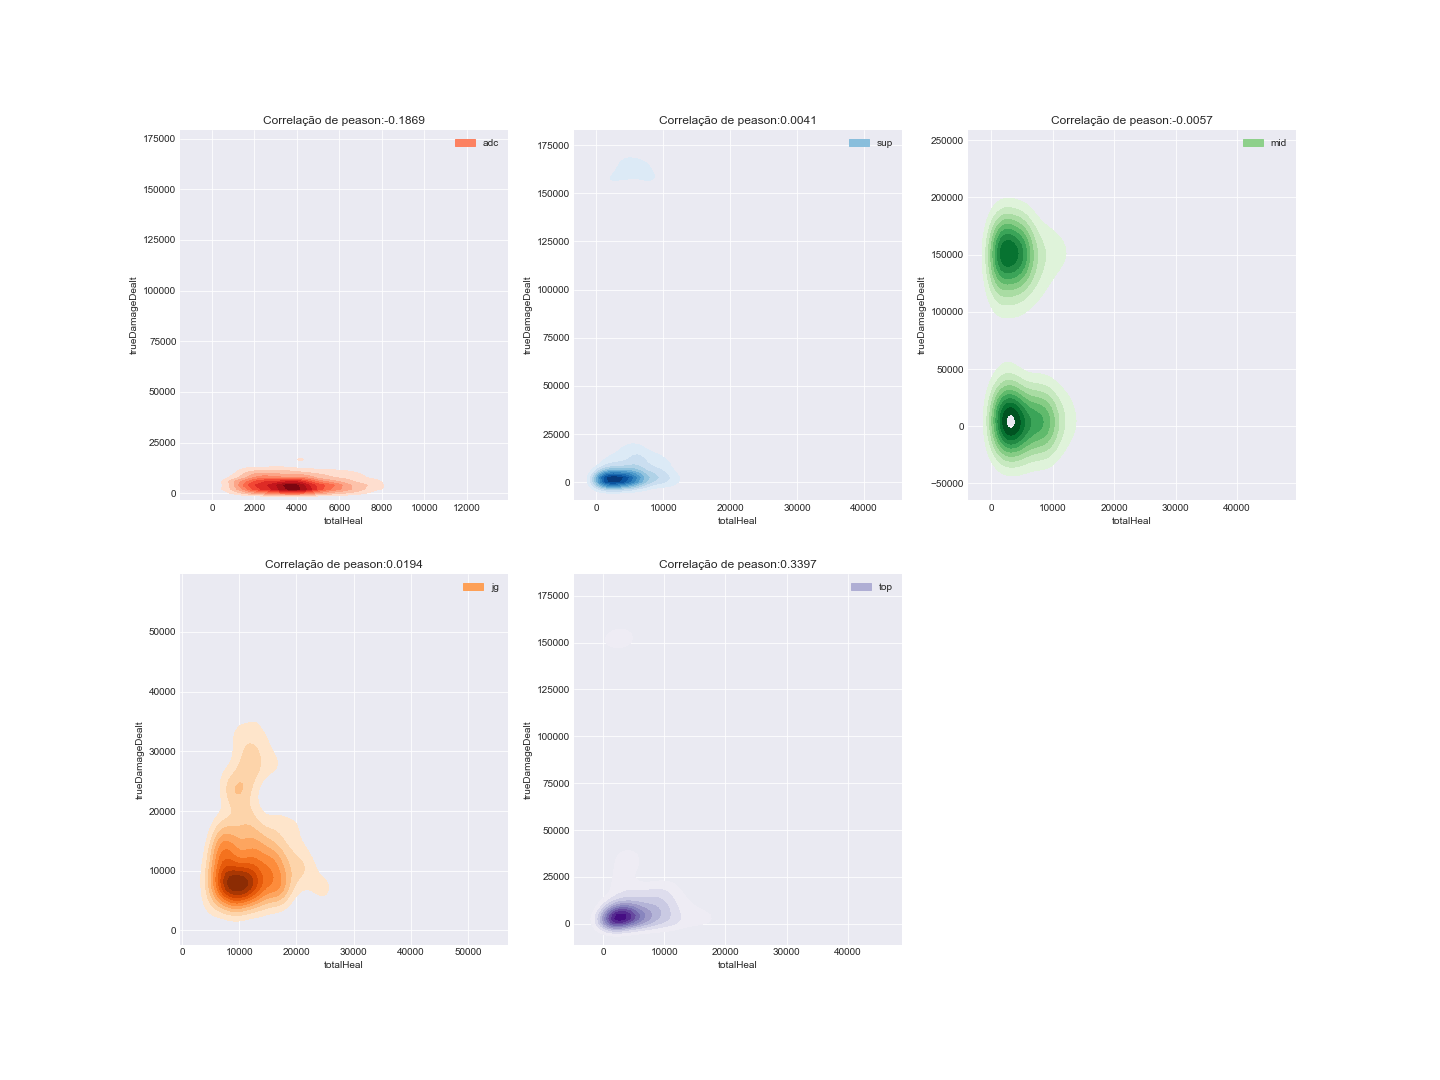 Correlação de peason:-0.1869
adc
175000
150000
125000
100000
75000
50000
25000
0
trueDamageDealt
0 2000 4000 6000 8000 10000 12000
totalHeal
Correlação de peason:0.0041
sup
175000
150000
125000
100000
75000
50000
25000
0
trueDamageDealt
0 10000 20000 30000 40000
totalHeal
Correlação de peason:-0.0057
mid
250000
200000
150000
100000
50000
0
−50000
trueDamageDealt
0 10000 20000 30000 40000
totalHeal
Correlação de peason:0.0194
jg
50000
40000
30000
20000
10000
0
trueDamageDealt
0 10000 20000 30000 40000 50000
totalHeal
Correlação de peason:0.3397
top
175000
150000
125000
100000
75000
50000
25000
0
trueDamageDealt
0 10000 20000 30000 40000
totalHeal